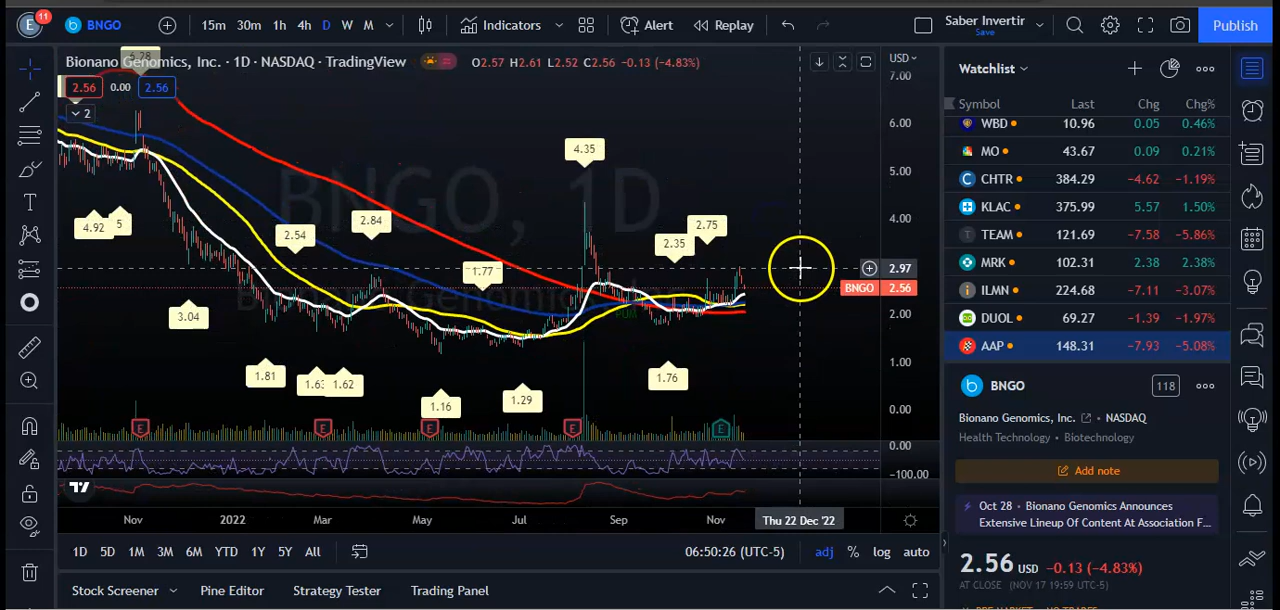 E 11 B BNGO 15m 30m 1h 4h D W M Indicators Alert Replay Saber Invertir Save Publish
Bionano Genomics, Inc. · 1D · NASDAQ · TradingView O2.57 H2.61 L2.52 C2.56 -0.13 (-4.83%) USD
2.56 0.00 2.56
2
BNGO, 1D
Bionano Genomics, Inc.
6.28
4.92
5
3.04
2.54
1.81
1.63
1.62
2.84
1.16
1.77
1.29
4.35
2.35
1.76
2.75
7.00
6.00
5.00
4.00
2.97
BNGO 2.56
2.00
1.00
0.00
0.00
-100.00
E E E E E
Nov 2022 Mar May Jul Sep Nov Thu 22 Dec '22
1D 5D 1M 3M 6M YTD 1Y 5Y All 06:50:26 (UTC-5) adj % log auto
Stock Screener Pine Editor Strategy Tester Trading Panel
Watchlist
Symbol Last Chg Chg%
WBD 10.96 0.05 0.46%
MO 43.67 0.09 0.21%
CHTR 384.29 -4.62 -1.19%
KLAC 375.99 5.57 1.50%
TEAM 121.69 -7.58 -5.86%
MRK 102.31 2.38 2.38%
ILMN 224.68 -7.11 -3.07%
DUOL 69.27 -1.39 -1.97%
AAP 148.31 -7.93 -5.08%
b BNGO 118
Bionano Genomics, Inc. • NASDAQ
Health Technology • Biotechnology
Add note
Oct 28 • Bionano Genomics Announces
Extensive Lineup Of Content At Association F...
2.56 USD -0.13 (-4.83%)
AT CLOSE (NOV 17 19:59 UTC-5)